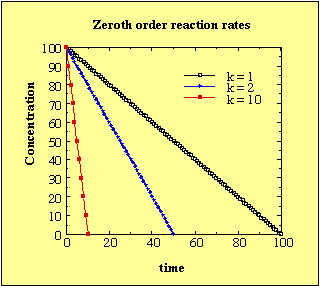 Zeroth order reaction rates
k = 1
k = 2
k = 10
Concentration
100
90
80
70
60
50
40
30
20
10
0
0 20 40 60 80 100
time